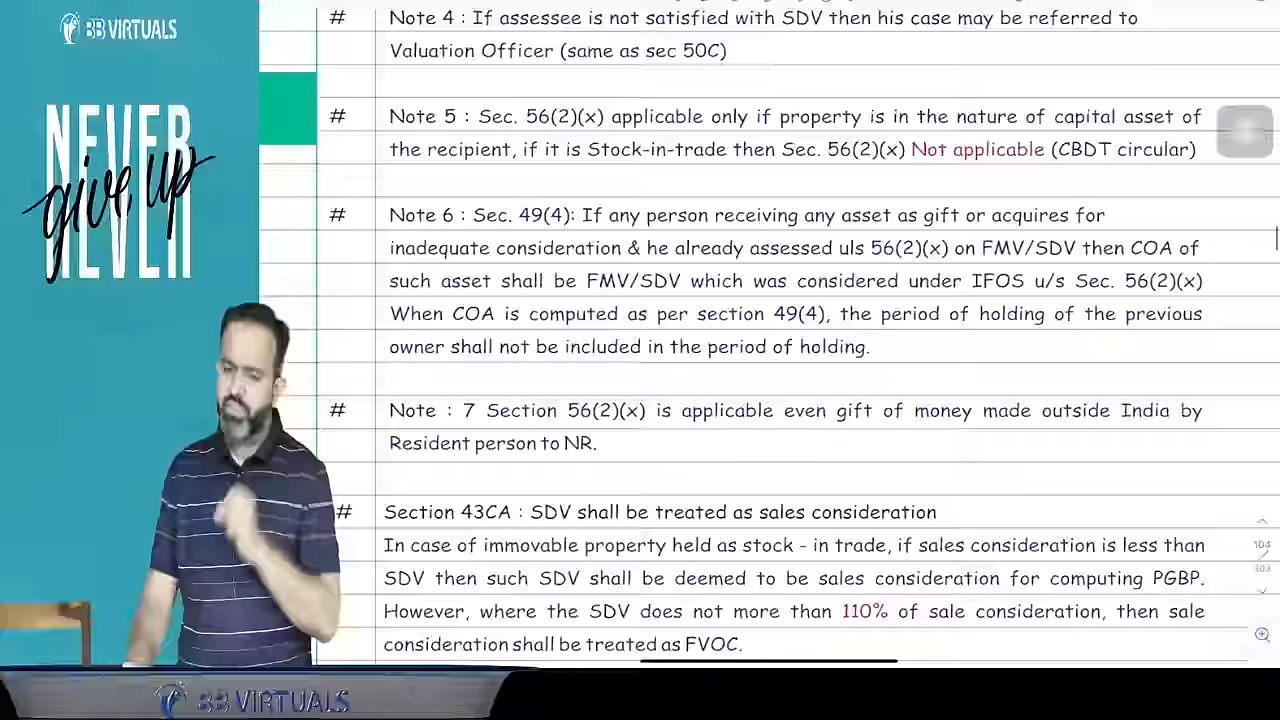 BB VIRTUALS
NEVER
give up
NEVER
# Note 4 : If assessee is not satisfied with SDV then his case may be referred to
Valuation Officer (same as sec 50C)
# Note 5 : Sec. 56(2)(x) applicable only if property is in the nature of capital asset of
the recipient, if it is Stock-in-trade then Sec. 56(2)(x) Not applicable (CBDT circular)
# Note 6 : Sec. 49(4): If any person receiving any asset as gift or acquires for
inadequate consideration & he already assessed uls 56(2)(x) on FMV/SDV then COA of
such asset shall be FMV/SDV which was considered under IFOS u/s Sec. 56(2)(x)
When COA is computed as per section 49(4), the period of holding of the previous
owner shall not be included in the period of holding.
# Note : 7 Section 56(2)(x) is applicable even gift of money made outside India by
Resident person to NR.
# Section 43CA : SDV shall be treated as sales consideration
In case of immovable property held as stock - in trade, if sales consideration is less than
SDV then such SDV shall be deemed to be sales consideration for computing PGBP.
However, where the SDV does not more than 110% of sale consideration, then sale
consideration shall be treated as FVOC.
104
303
BB VIRTUALS